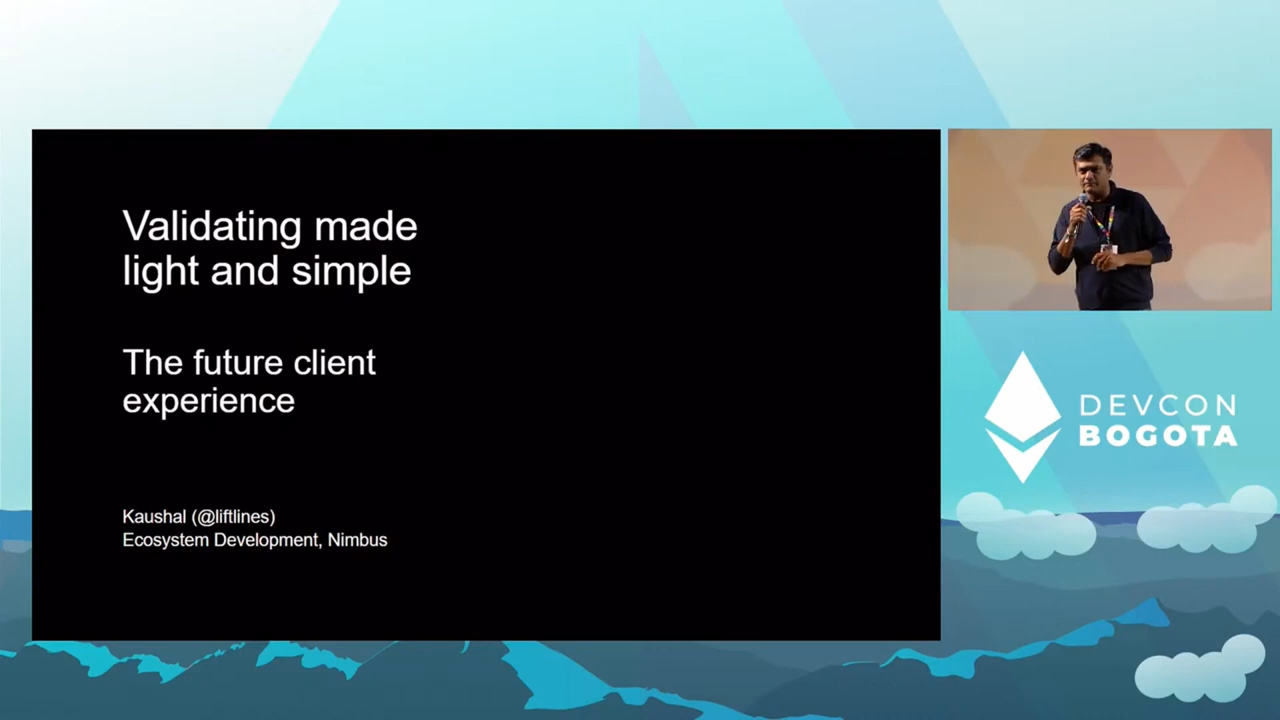 Validating made
light and simple
The future client
experience
Kaushal (@liftlines)
Ecosystem Development, Nimbus
DEVCON
BOGOTA